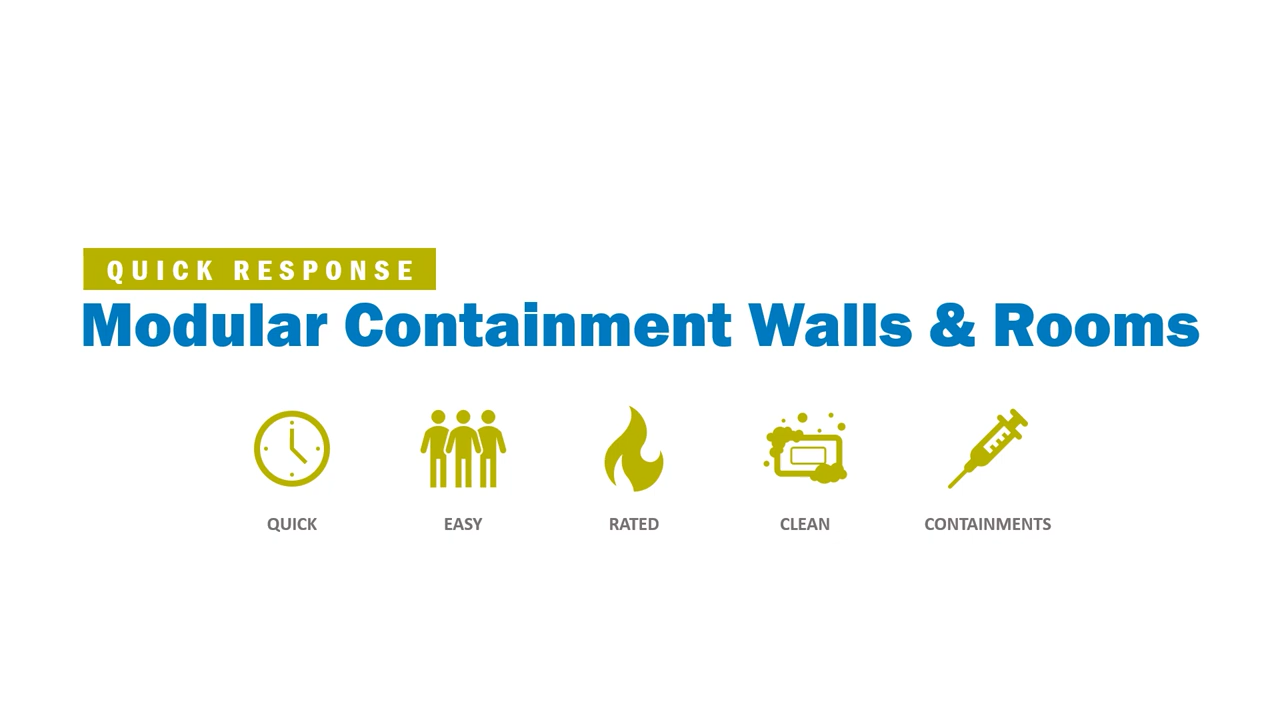 QUICK RESPONSE
Modular Containment Walls & Rooms
QUICK EASY RATED CLEAN CONTAINMENTS